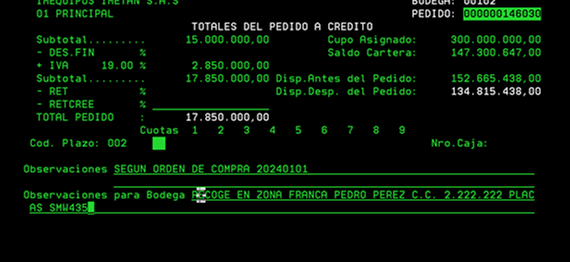 IMEQUIPOS IMETAN S.A.S BODEGA: 00102
01 PRINCIPAL PEDIDO: 000000146030
TOTALES DEL PEDIDO A CREDITO
Subtotal......... 15.000.000,00 Cupo Asignado: 300.000.000,00
- DES.FIN % Saldo Cartera: 147.300.647,00
+ IVA 19.00 % 2.850.000,00
Subtotal......... 17.850.000,00 Disp.Antes del Pedido: 152.665.438,00
- RET % Disp.Desp. del Pedido: 134.815.438,00
- RETCREE %
TOTAL PEDIDO : 17.850.000,00
Cuotas 1 2 3 4 5 6 7 8 9
Cod. Plazo: 002 Nro.Caja:
Observaciones SEGUN ORDEN DE COMPRA 20240101
Observaciones para Bodega RECOGE EN ZONA FRANCA PEDRO PEREZ C.C. 2.222.222 PLAC
AS SMW435